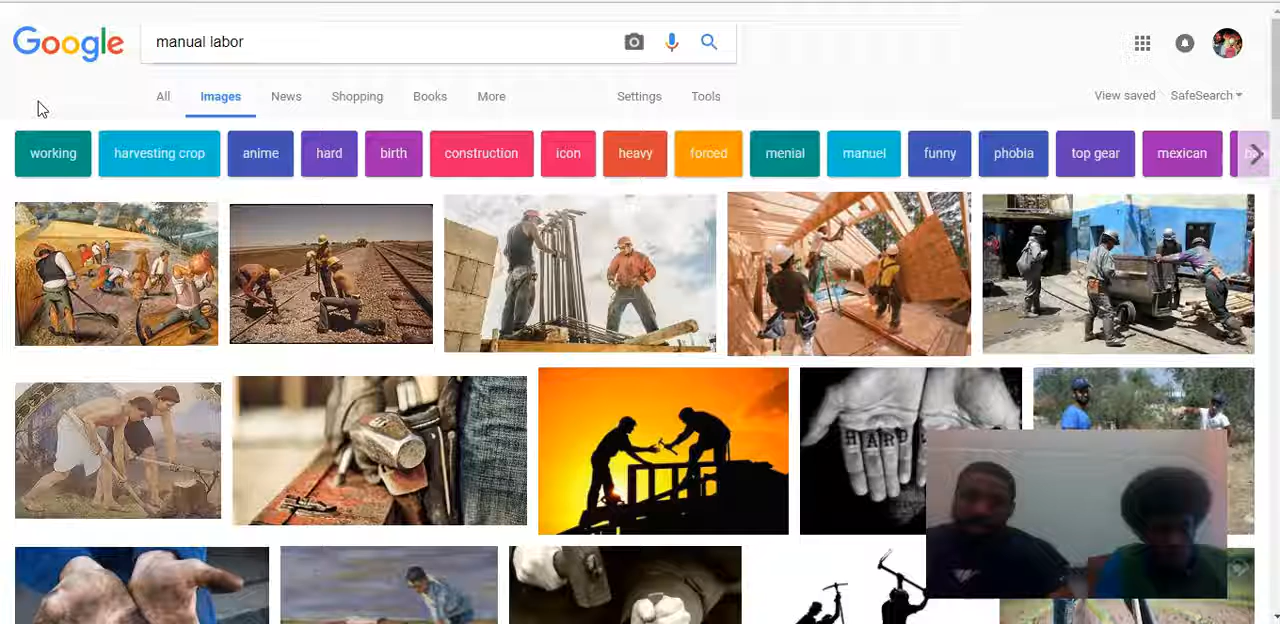 Google
manual labor
All Images News Shopping Books More Settings Tools View saved SafeSearch
working harvesting crop anime hard birth construction icon heavy forced menial manuel funny phobia top gear mexican
HARD